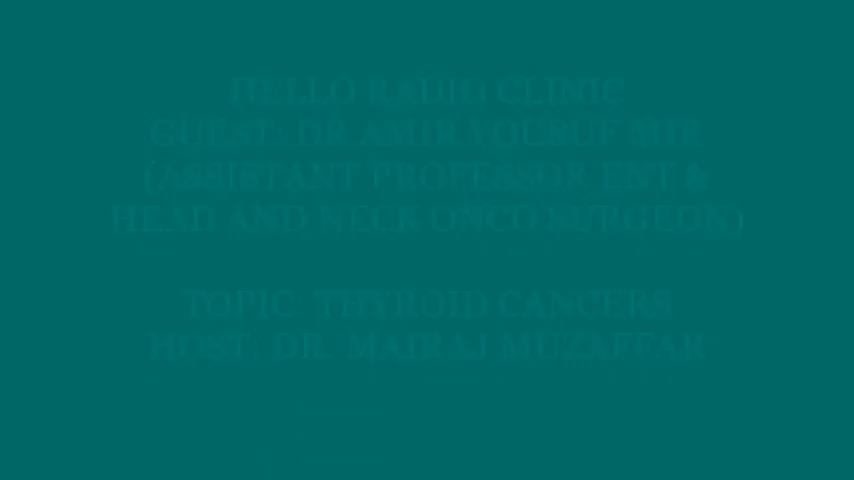 HELLO RADIO CLINIC
GUEST: DR AMIR YOUSUF MIR
(ASSISTANT PROFESSOR ENT &
HEAD AND NECK ONCO SURGEON)
TOPIC: THYROID CANCERS
HOST: DR. MAIRAJ MUZAFFAR